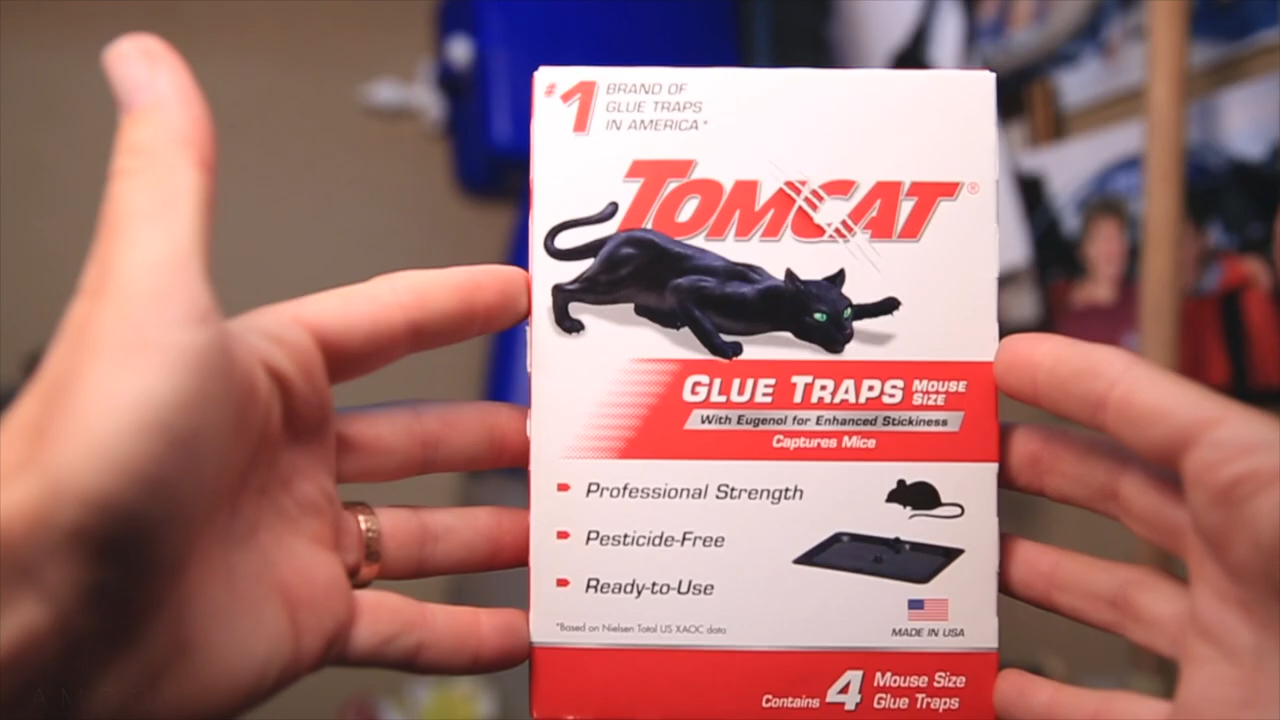 #1 BRAND OF
GLUE TRAPS
IN AMERICA*
TOMCAT®
GLUE TRAPS MOUSE
SIZE
With Eugenol for Enhanced Stickiness
Captures Mice
Professional Strength
Pesticide-Free
Ready-to-Use
*Based on Nielsen Total US XAOC data
MADE IN USA
Contains 4 Mouse Size
Glue Traps